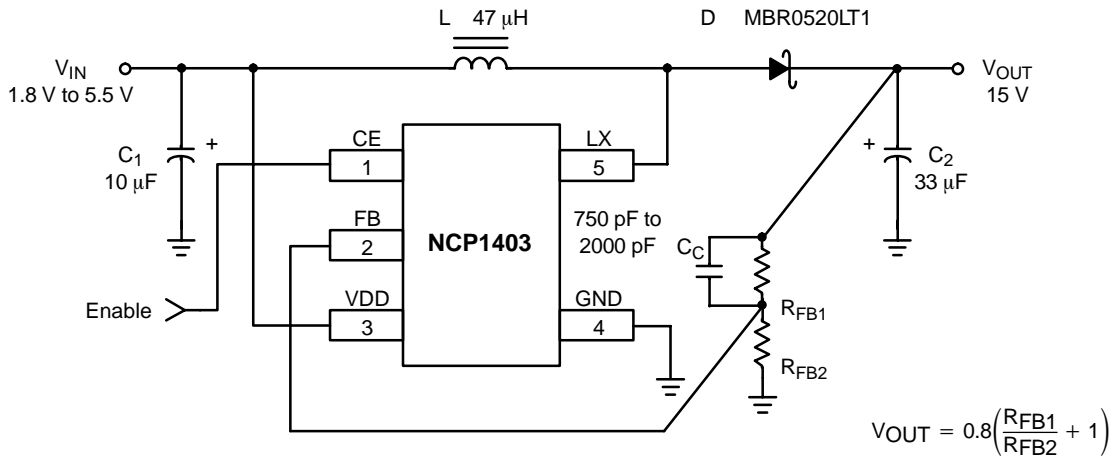 L 47 μH
D MBR0520LT1
VIN
1.8 V to 5.5 V
VOUT
15 V
C1
10 μF
+
CE
1
LX
5
+
C2
33 μF
FB
2
NCP1403
750 pF to
2000 pF
CC
Enable
VDD
3
GND
4
RFB1
RFB2
VOUT = 0.8(RFB1/RFB2 + 1)